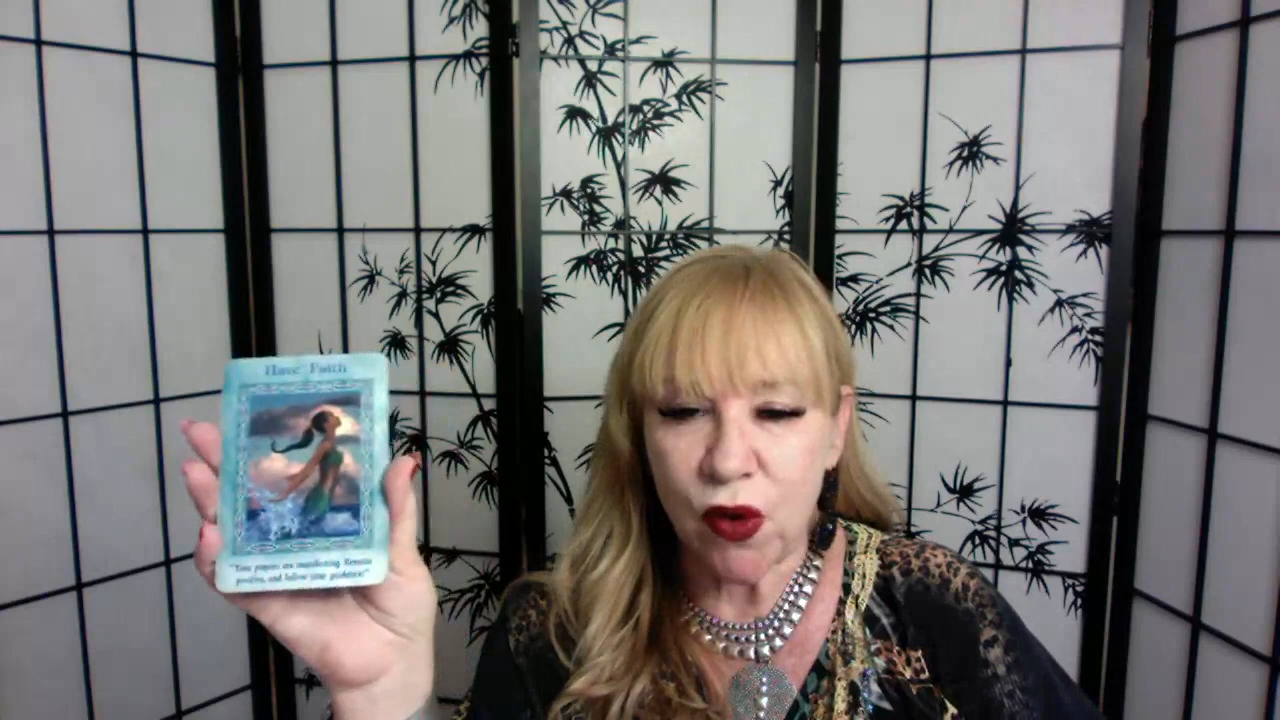 Have Faith
"Your prayers are manifesting. Remain
positive, and follow your guidance."